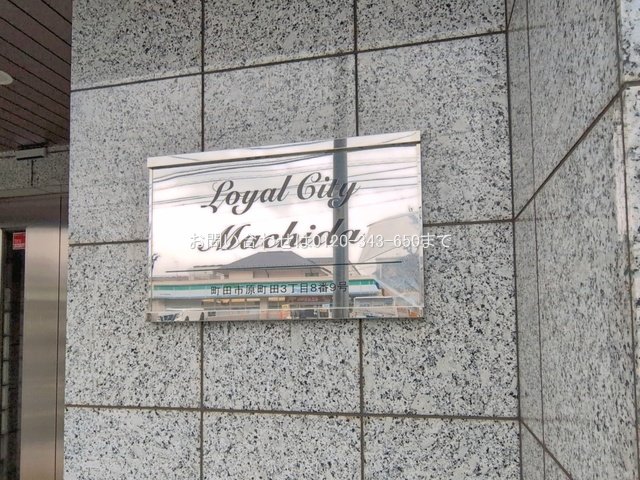 Loyal City
Machida
お問い合わせは0120-343-650まで
町田市原町田3丁目8番9号